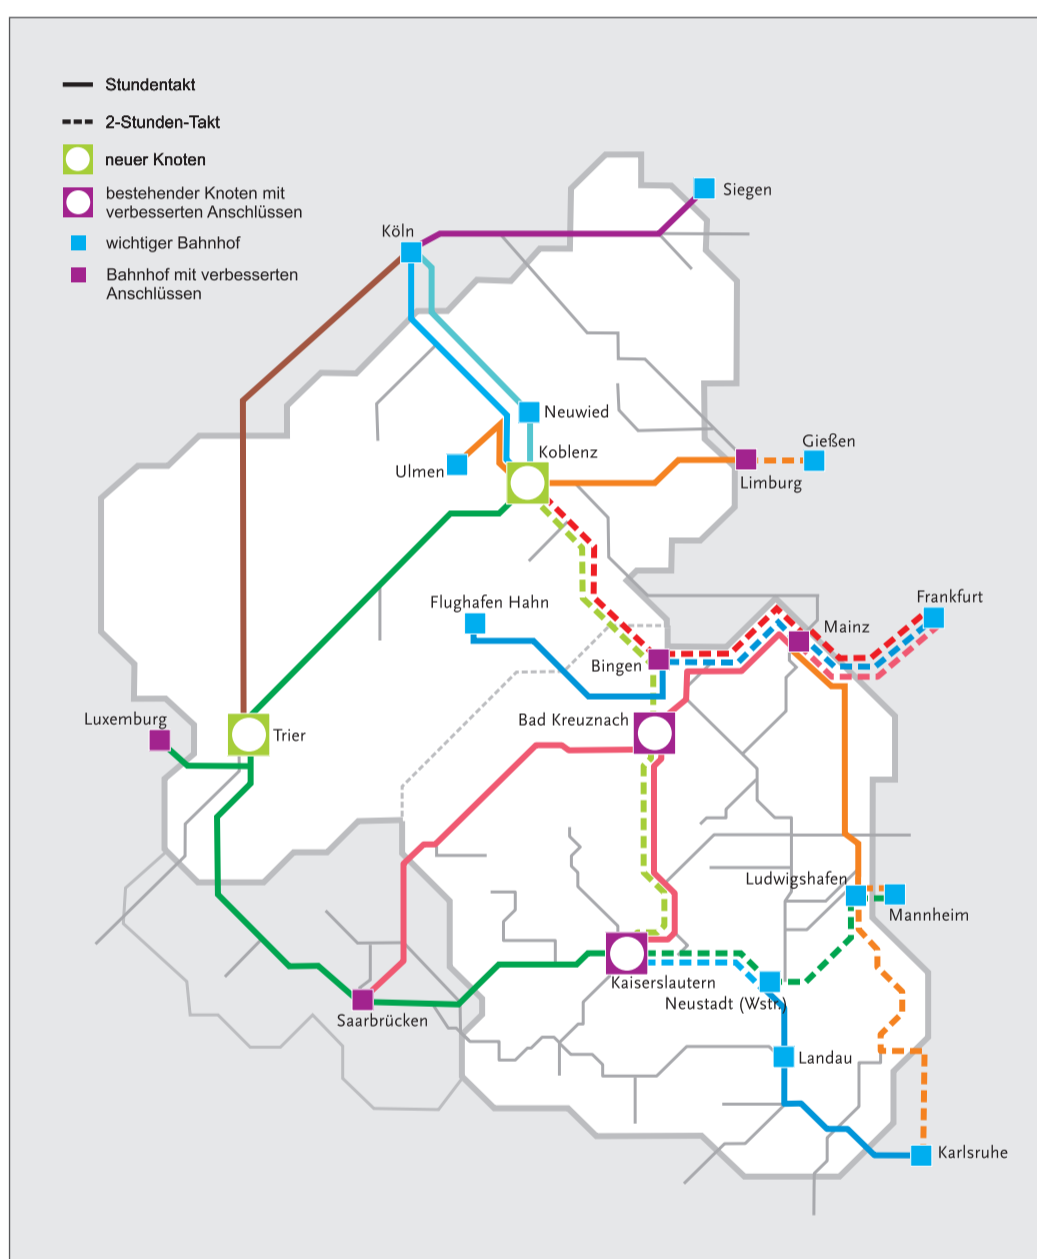 Stundentakt
2-Stunden-Takt
neuer Knoten
bestehender Knoten mit
verbesserten Anschlüssen
wichtiger Bahnhof
Bahnhof mit verbesserten
Anschlüssen
Siegen
Köln
Neuwied
Koblenz
Ulmen
Gießen
Limburg
Flughafen Hahn
Frankfurt
Mainz
Bingen
Luxemburg
Bad Kreuznach
Trier
Ludwigshafen
Mannheim
Kaiserslautern
Neustadt (Wstr.)
Saarbrücken
Landau
Karlsruhe